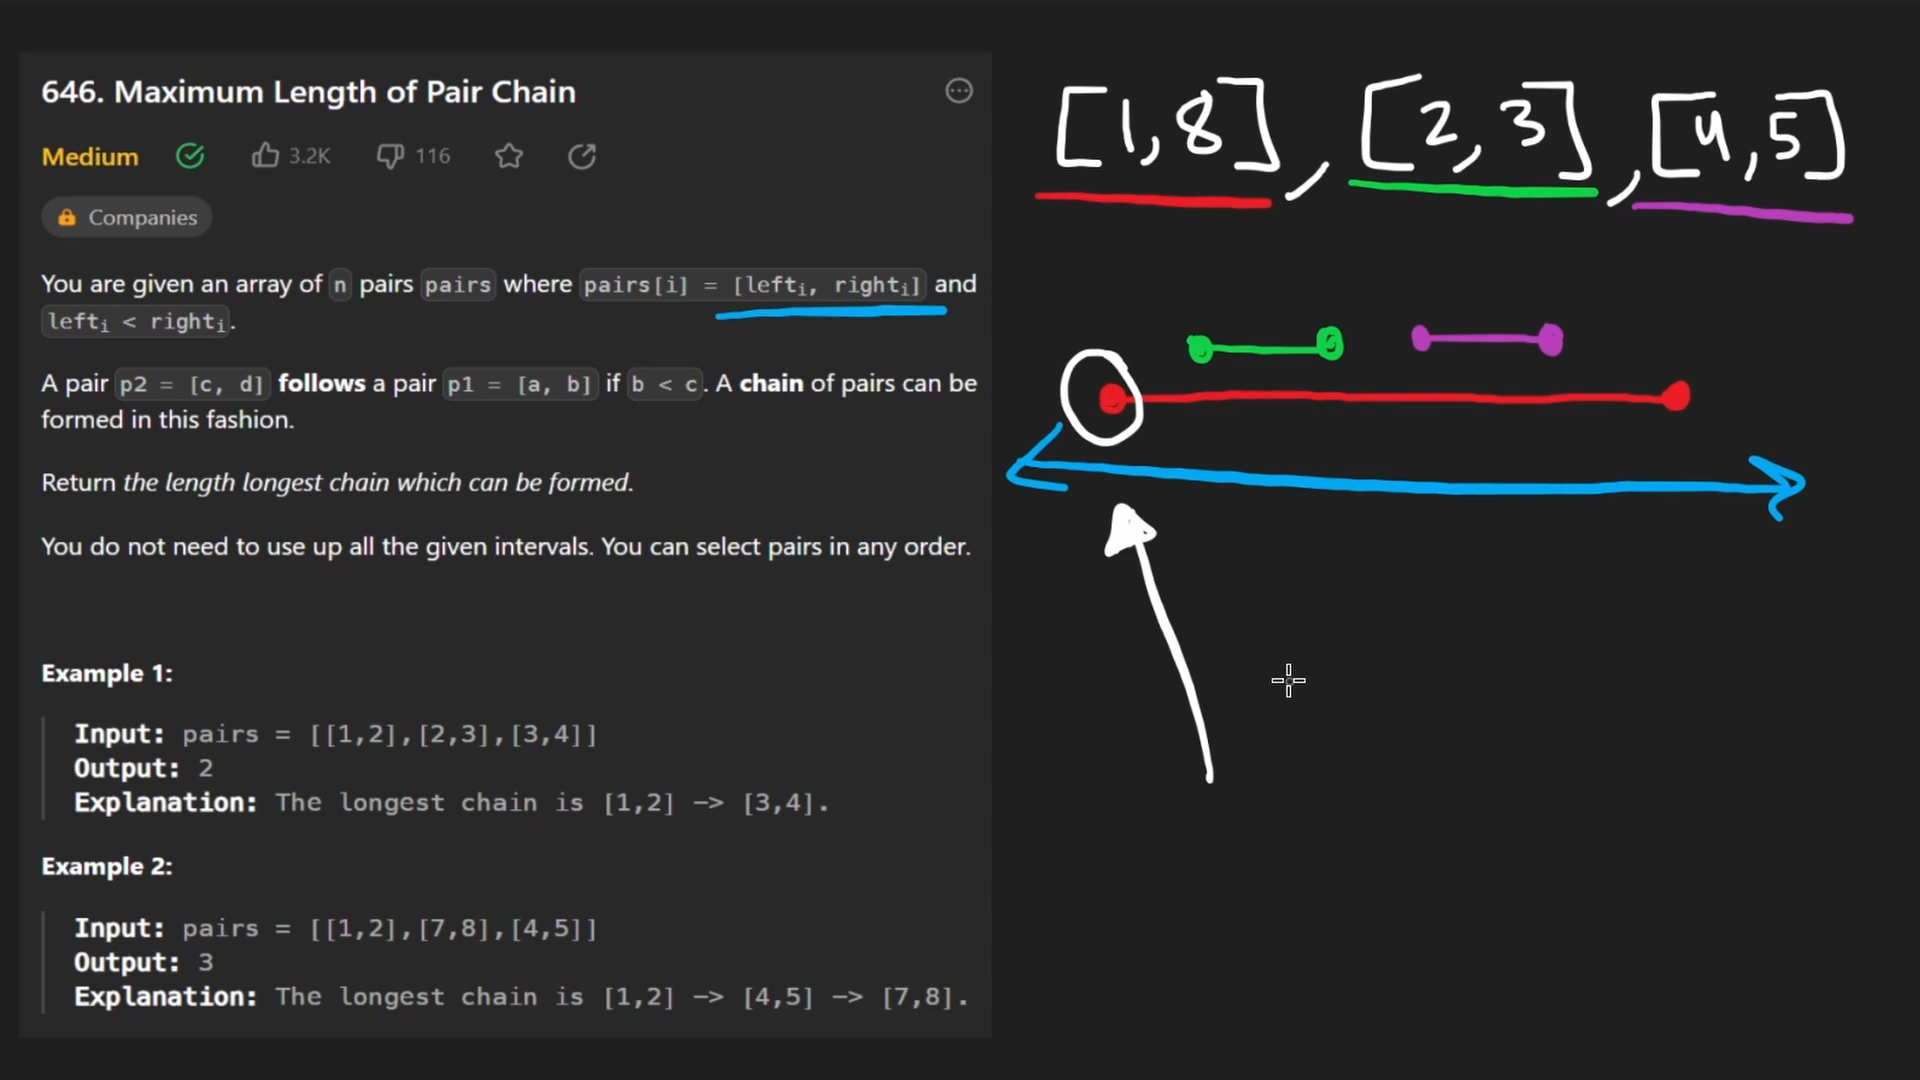 646. Maximum Length of Pair Chain
Medium 3.2K 116
Companies
You are given an array of n pairs pairs where pairs[i] = [leftᵢ, rightᵢ] and
leftᵢ < rightᵢ.
A pair p2 = [c, d] follows a pair p1 = [a, b] if b < c. A chain of pairs can be
formed in this fashion.
Return the length longest chain which can be formed.
You do not need to use up all the given intervals. You can select pairs in any order.
Example 1:
Input: pairs = [[1,2],[2,3],[3,4]]
Output: 2
Explanation: The longest chain is [1,2] -> [3,4].
Example 2:
Input: pairs = [[1,2],[7,8],[4,5]]
Output: 3
Explanation: The longest chain is [1,2] -> [4,5] -> [7,8].
[1,8], [2,3], [4,5]